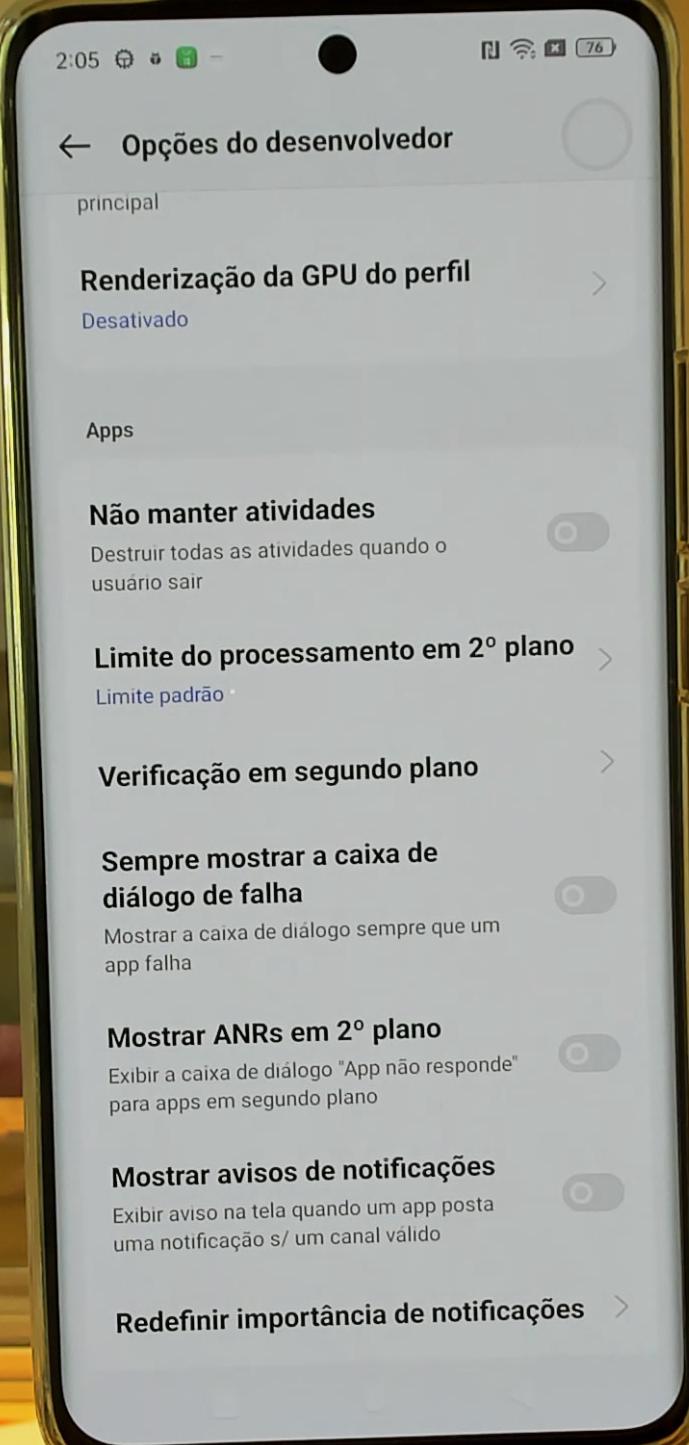 2:05
76
Opções do desenvolvedor
principal
Renderização da GPU do perfil
Desativado
Apps
Não manter atividades
Destruir todas as atividades quando o
usuário sair
Limite do processamento em 2º plano
Limite padrão
Verificação em segundo plano
Sempre mostrar a caixa de
diálogo de falha
Mostrar a caixa de diálogo sempre que um
app falha
Mostrar ANRs em 2º plano
Exibir a caixa de diálogo "App não responde"
para apps em segundo plano
Mostrar avisos de notificações
Exibir aviso na tela quando um app posta
uma notificação s/ um canal válido
Redefinir importância de notificações